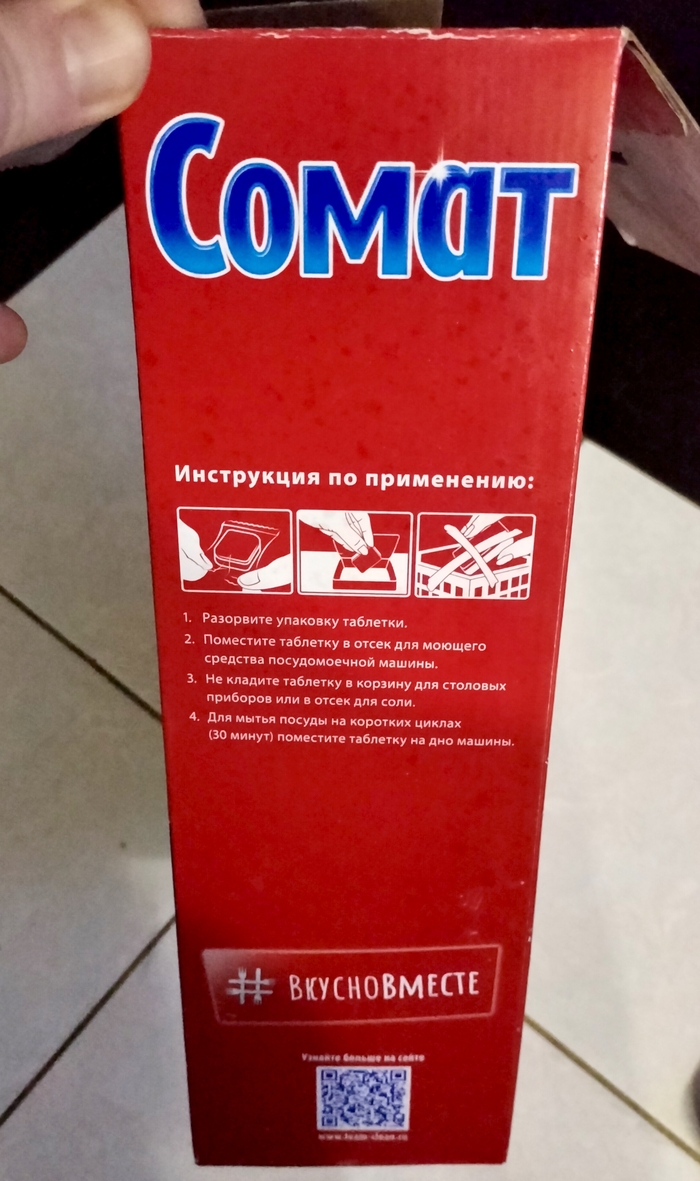 Сомат
Инструкция по применению:
1. Разорвите упаковку таблетки.
2. Поместите таблетку в отсек для моющего
средства посудомоечной машины.
3. Не кладите таблетку в корзину для столовых
приборов или в отсек для соли.
4. Для мытья посуды на коротких циклах
(30 минут) поместите таблетку на дно машины.
# ВКУСНОВМЕСТЕ
Узнайте больше на сайте